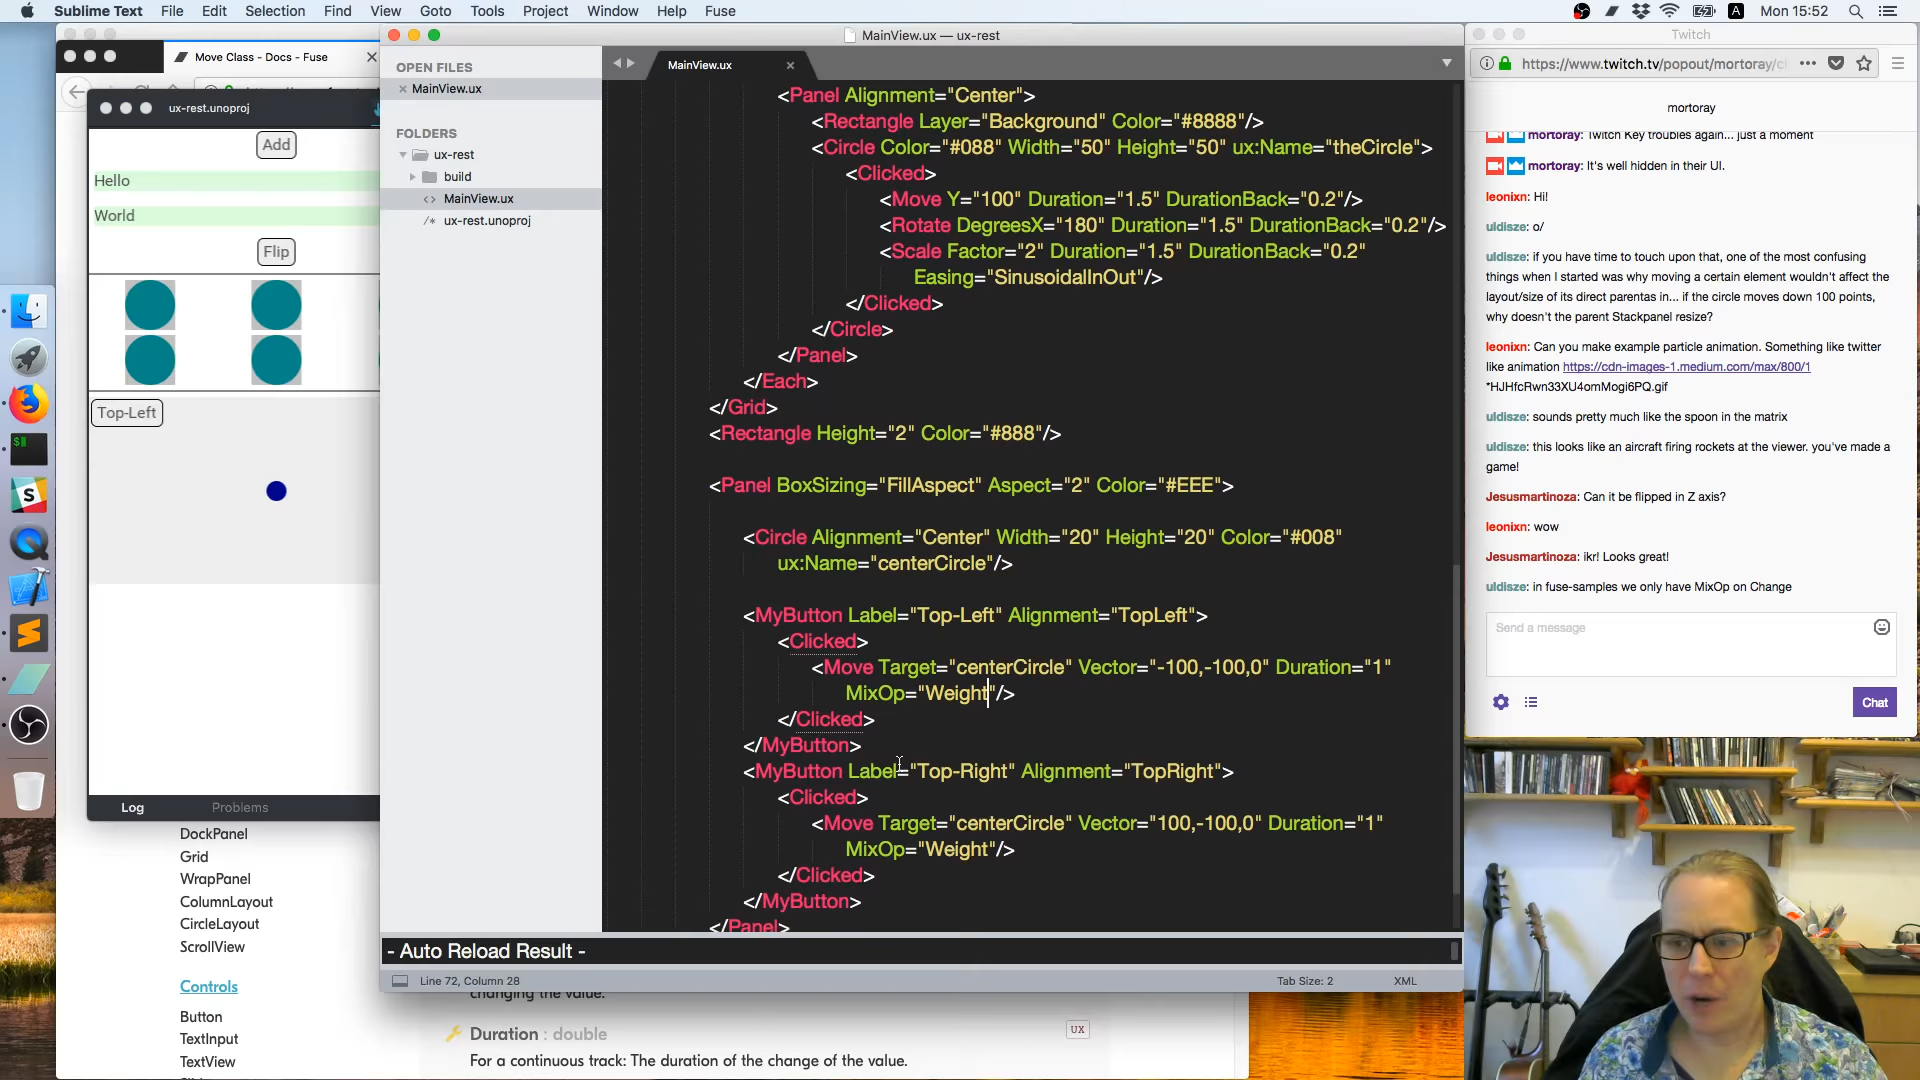 Sublime Text File Edit Selection Find View Goto Tools Project Window Help Fuse
A Mon 15:52
Move Class - Docs - Fuse
ux-rest.unoproj
Add
Hello
World
Flip
Top-Left
Log Problems
DockPanel
Grid
WrapPanel
ColumnLayout
CircleLayout
ScrollView
Controls
Button
TextInput
TextView
MainView.ux — ux-rest
OPEN FILES
MainView.ux
FOLDERS
ux-rest
build
<> MainView.ux
/* ux-rest.unoproj
MainView.ux
<Panel Alignment="Center">
<Rectangle Layer="Background" Color="#8888"/>
<Circle Color="#088" Width="50" Height="50" ux:Name="theCircle">
<Clicked>
<Move Y="100" Duration="1.5" DurationBack="0.2"/>
<Rotate DegreesX="180" Duration="1.5" DurationBack="0.2"/>
<Scale Factor="2" Duration="1.5" DurationBack="0.2"
Easing="SinusoidalInOut"/>
</Clicked>
</Circle>
</Panel>
</Each>
</Grid>
<Rectangle Height="2" Color="#888"/>
<Panel BoxSizing="FillAspect" Aspect="2" Color="#EEE">
<Circle Alignment="Center" Width="20" Height="20" Color="#008"
ux:Name="centerCircle"/>
<MyButton Label="Top-Left" Alignment="TopLeft">
<Clicked>
<Move Target="centerCircle" Vector="-100,-100,0" Duration="1"
MixOp="Weight"/>
</Clicked>
</MyButton>
<MyButton Label="Top-Right" Alignment="TopRight">
<Clicked>
<Move Target="centerCircle" Vector="100,-100,0" Duration="1"
MixOp="Weight"/>
</Clicked>
</MyButton>
</Panel>
- Auto Reload Result -
Line 72, Column 28
Tab Size: 2
XML
changing the value.
Duration : double
UX
For a continuous track: The duration of the change of the value.
Twitch
https://www.twitch.tv/popout/mortoray/c
mortoray
mortoray: Twitch Key troubles again... just a moment
mortoray: It's well hidden in their UI.
leonixn: Hi!
uldisze: o/
uldisze: if you have time to touch upon that, one of the most confusing
things when I started was why moving a certain element wouldn't affect the
layout/size of its direct parentas in... if the circle moves down 100 points,
why doesn't the parent Stackpanel resize?
leonixn: Can you make example particle animation. Something like twitter
like animation https://cdn-images-1.medium.com/max/800/1
*HJHfcRwn33XU4omMogi6PQ.gif
uldisze: sounds pretty much like the spoon in the matrix
uldisze: this looks like an aircraft firing rockets at the viewer. you've made a
game!
Jesusmartinoza: Can it be flipped in Z axis?
leonixn: wow
Jesusmartinoza: ikr! Looks great!
uldisze: in fuse-samples we only have MixOp on Change
Send a message
Chat